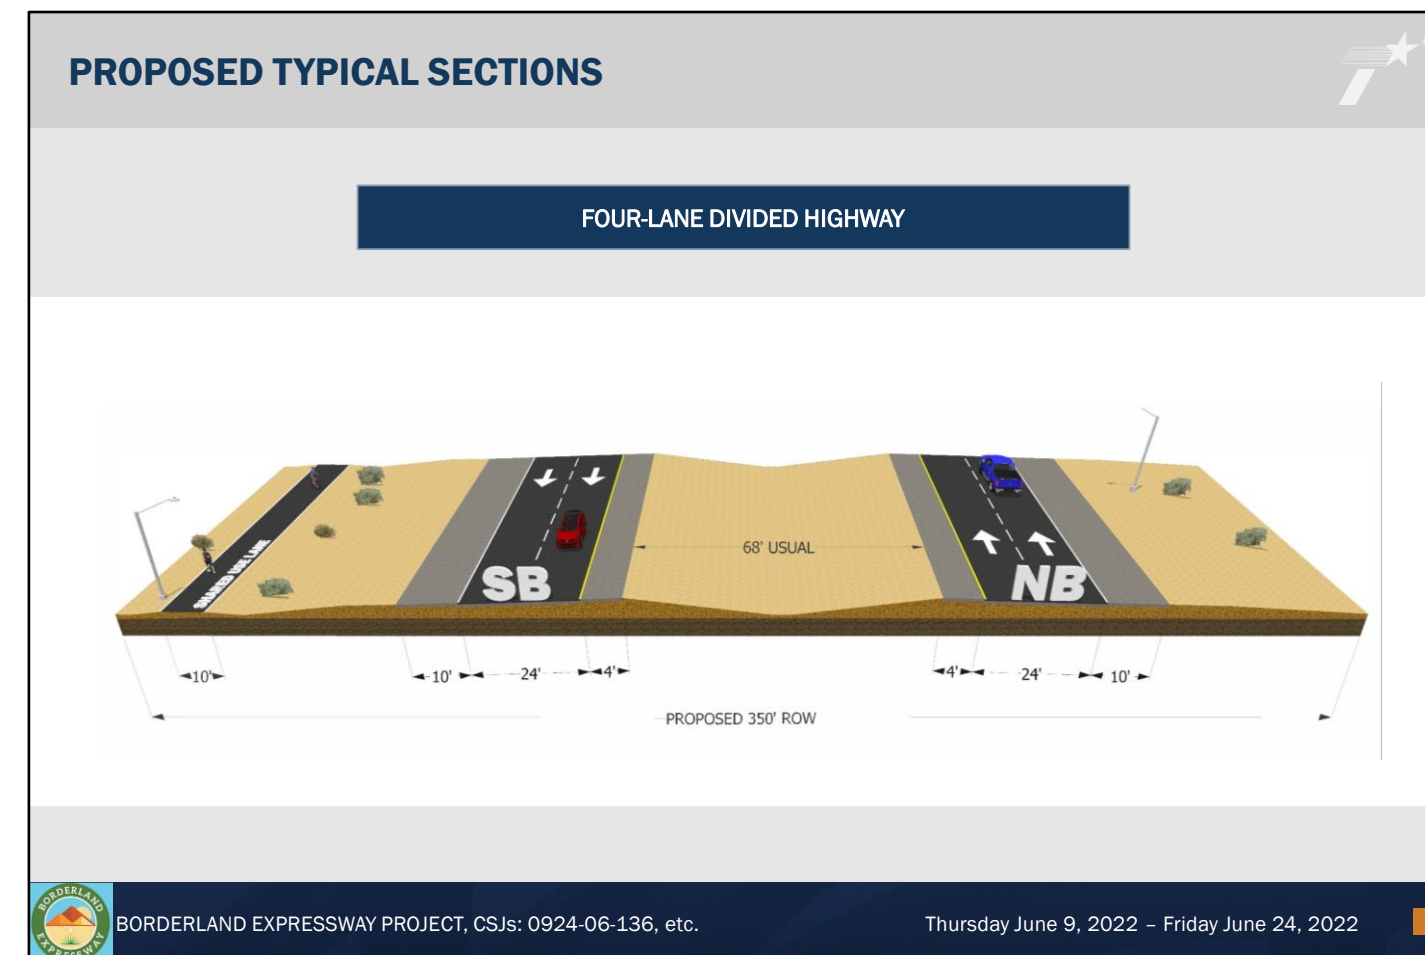 PROPOSED TYPICAL SECTIONS
FOUR-LANE DIVIDED HIGHWAY
SHARED USE LANE
SB
68' USUAL
NB
10'
10'
24'
4'
4'
24'
10'
PROPOSED 350' ROW
BORDERLAND
EXPRESSWAY
BORDERLAND EXPRESSWAY PROJECT, CSJs: 0924-06-136, etc.
Thursday June 9, 2022 – Friday June 24, 2022